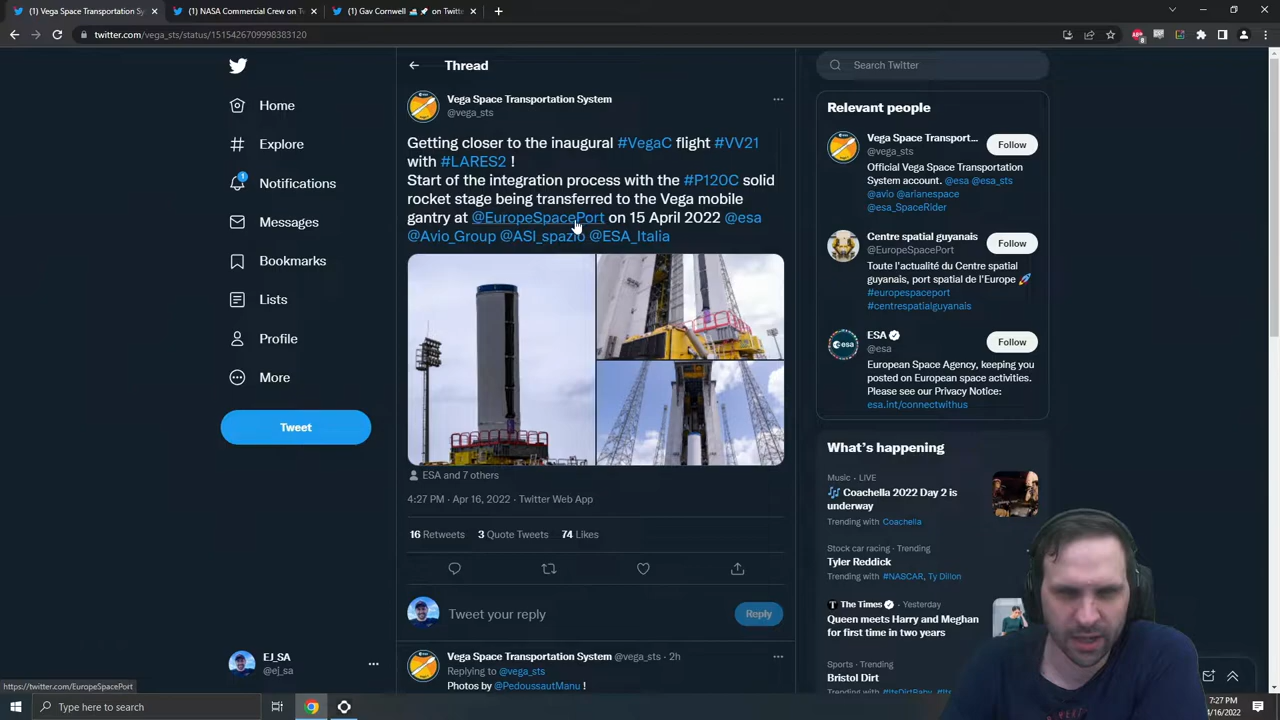 (1) Vega Space Transportation Sy
(1) NASA Commercial Crew on Tw
(1) Gav Cornwell
on Twitt
twitter.com/vega_sts/status/1515426709998383120
8
Home
Explore
1
Notifications
Messages
Bookmarks
Lists
Profile
More
Tweet
EJ_SA
@ej_sa
Thread
Vega Space Transportation System
@vega_sts
Getting closer to the inaugural #VegaC flight #VV21
with #LARES2 !
Start of the integration process with the #P120C solid
rocket stage being transferred to the Vega mobile
gantry at @EuropeSpacePort on 15 April 2022 @esa
@Avio_Group @ASI_spazio @ESA_Italia
ESA and 7 others
4:27 PM · Apr 16, 2022 · Twitter Web App
16 Retweets 3 Quote Tweets 74 Likes
Tweet your reply
Reply
Vega Space Transportation System @vega_sts · 2h
Replying to @vega_sts
Photos by @PedoussautManu !
Search Twitter
Relevant people
Vega Space Transport...
@vega_sts
Follow
Official Vega Space Transportation
System account. @esa @esa_sts
@avio @arianespace
@esa_SpaceRider
Centre spatial guyanais
@EuropeSpacePort
Follow
Toute l'actualité du Centre spatial
guyanais, port spatial de l'Europe 🚀
#europespaceport
#centrespatialguyanais
esa
ESA
@esa
Follow
European Space Agency, keeping you
posted on European space activities.
Please see our Privacy Notice:
esa.int/connectwithus
What's happening
Music · LIVE
🎶 Coachella 2022 Day 2 is
underway
Trending with Coachella
Stock car racing · Trending
Tyler Reddick
Trending with #NASCAR, Ty Dillon
The Times · Yesterday
Queen meets Harry and Meghan
for first time in two years
Sports · Trending
Bristol Dirt
Trending with #ItsDirtBaby, #Its
https://twitter.com/EuropeSpacePort
Type here to search
7:27 PM
4/16/2022